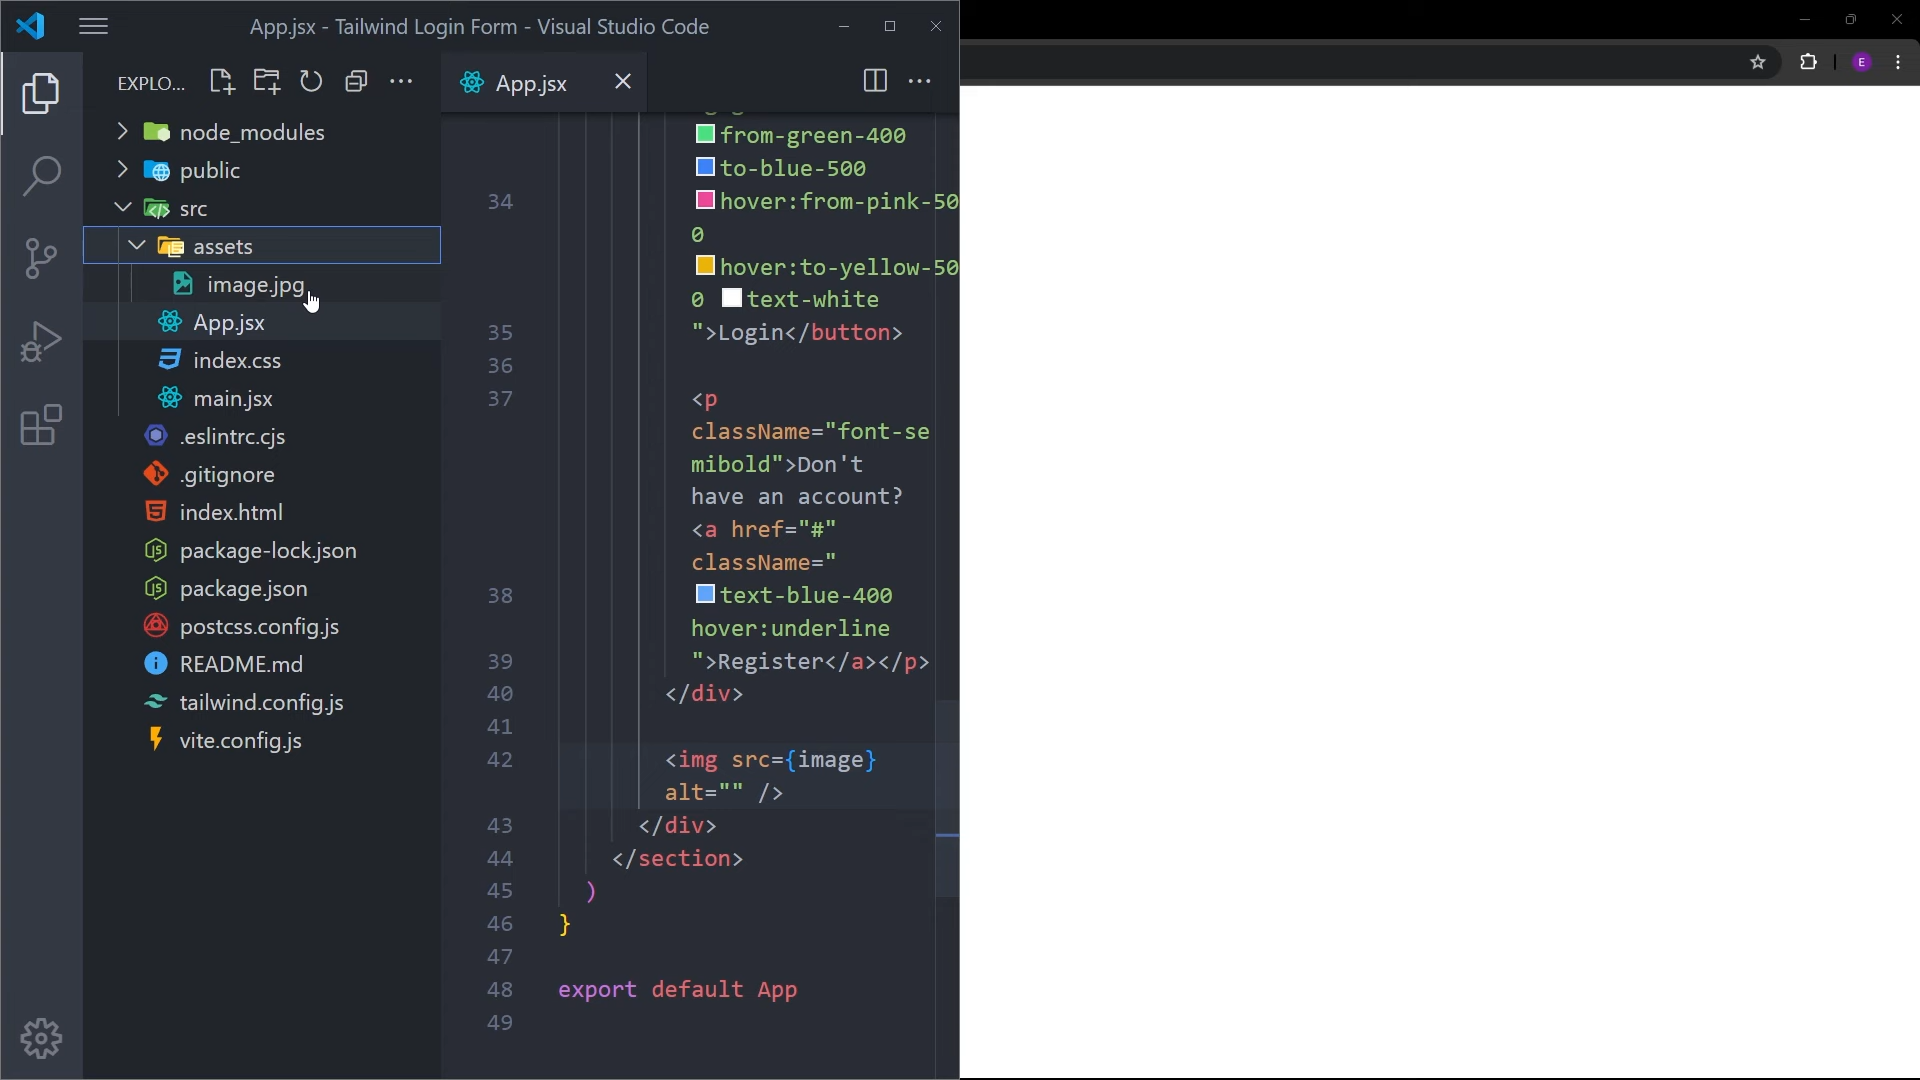 App.jsx - Tailwind Login Form - Visual Studio Code
EXPLO...
node_modules
public
src
assets
image.jpg
App.jsx
index.css
main.jsx
.eslintrc.cjs
.gitignore
index.html
package-lock.json
package.json
postcss.config.js
README.md
tailwind.config.js
vite.config.js
App.jsx
from-green-400
to-blue-500
34 hover:from-pink-50
0
hover:to-yellow-50
0 text-white
35 ">Login</button>
36
37 <p
className="font-se
mibold">Don't
have an account?
<a href="#"
className="
38 text-blue-400
hover:underline
39 ">Register</a></p>
40 </div>
41
42 <img src={image}
alt="" />
43 </div>
44 </section>
45 )
46 }
47
48 export default App
49
E